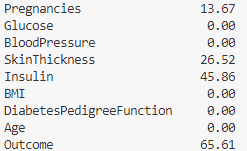 Pregnancies 13.67
Glucose 0.00
BloodPressure 0.00
SkinThickness 26.52
Insulin 45.86
BMI 0.00
DiabetesPedigreeFunction 0.00
Age 0.00
Outcome 65.61